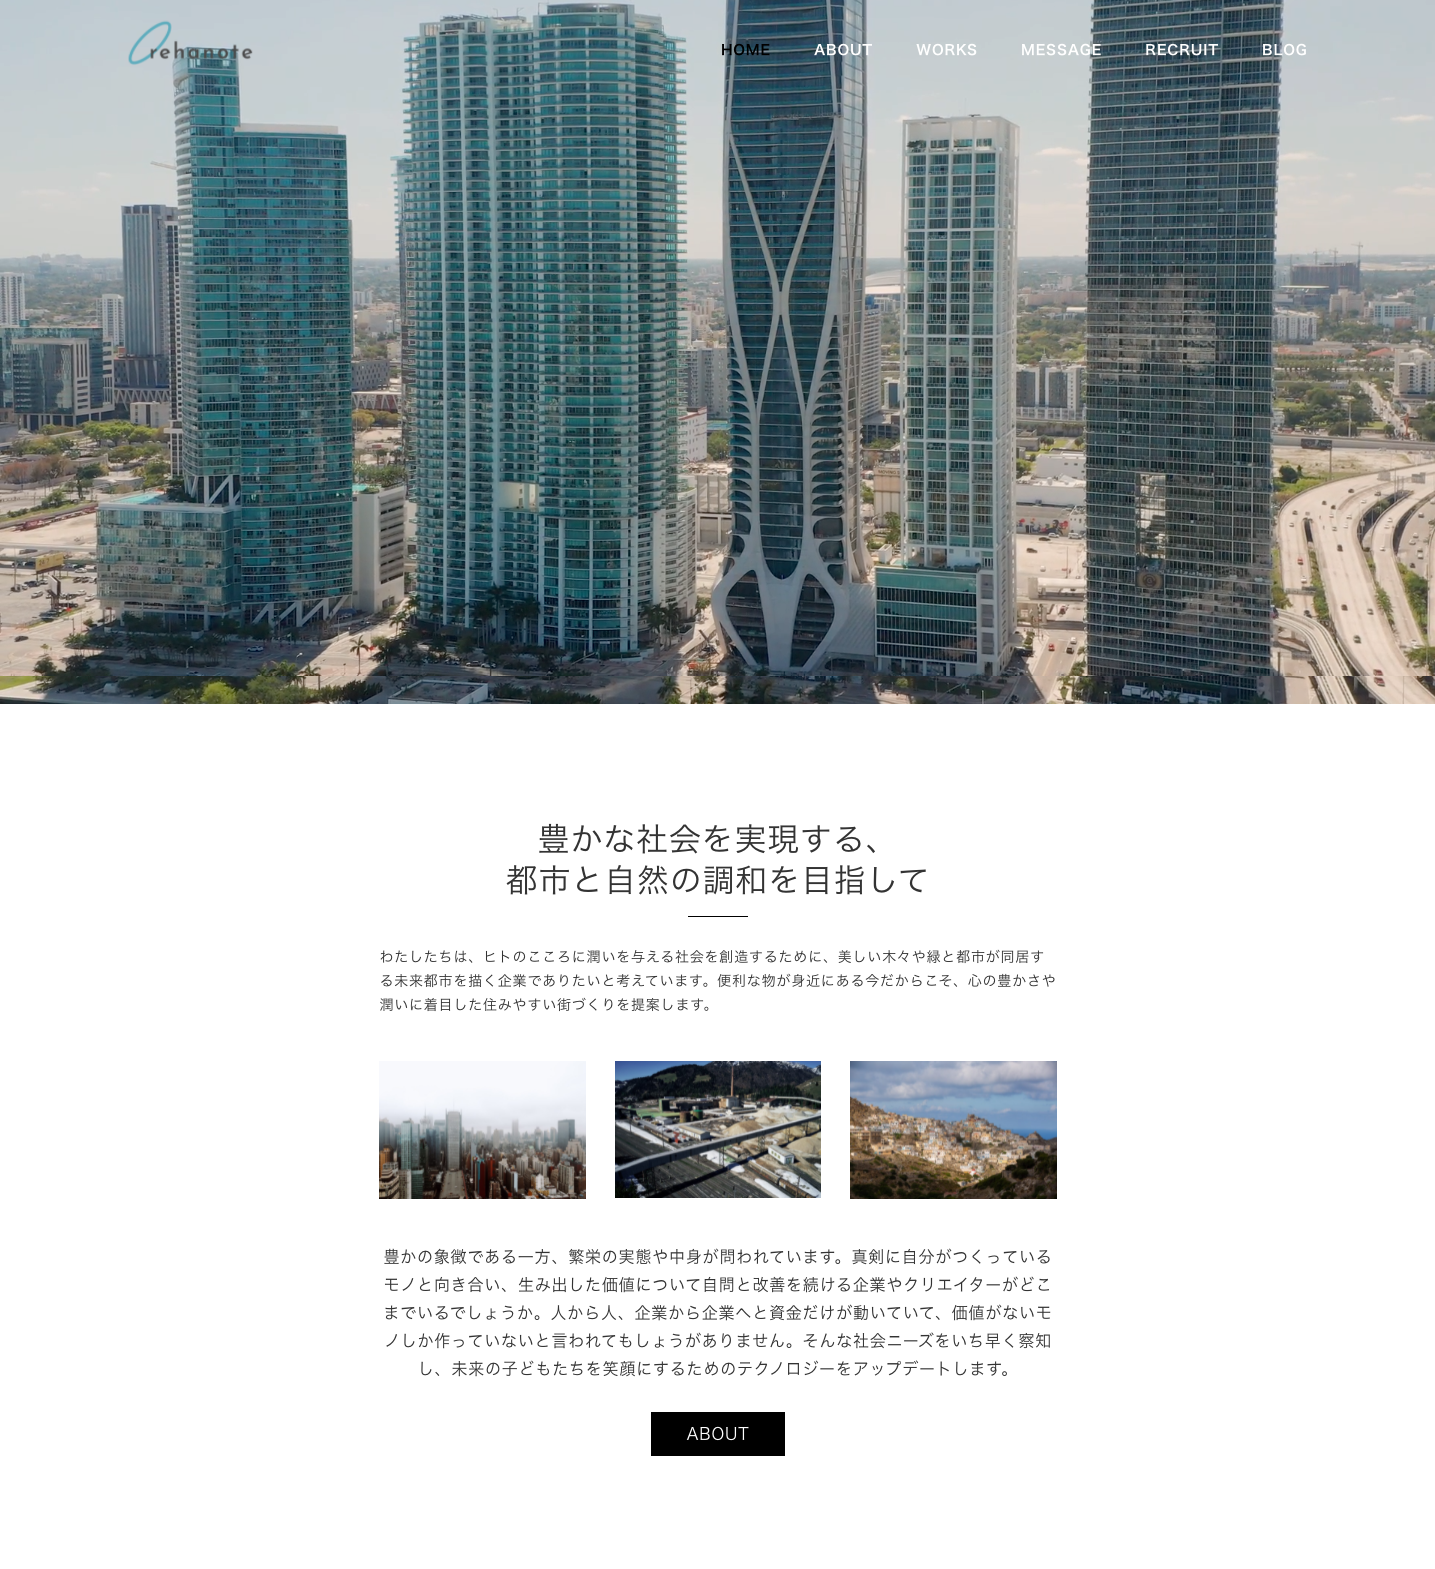 Orehanote
HOME ABOUT WORKS MESSAGE RECRUIT BLOG
豊かな社会を実現する、
都市と自然の調和を目指して
わたしたちは、ヒトのこころに潤いを与える社会を創造するために、美しい木々や緑と都市が同居す
る未来都市を描く企業でありたいと考えています。便利な物が身近にある今だからこそ、心の豊かさや
潤いに着目した住みやすい街づくりを提案します。
豊かの象徴である一方、繁栄の実態や中身が問われています。真剣に自分がつくっている
モノと向き合い、生み出した価値について自問と改善を続ける企業やクリエイターがどこ
までいるでしょうか。人から人、企業から企業へと資金だけが動いていて、価値がないモ
ノしか作っていないと言われてもしょうがありません。そんな社会ニーズをいち早く察知
し、未来の子どもたちを笑顔にするためのテクノロジーをアップデートします。
ABOUT